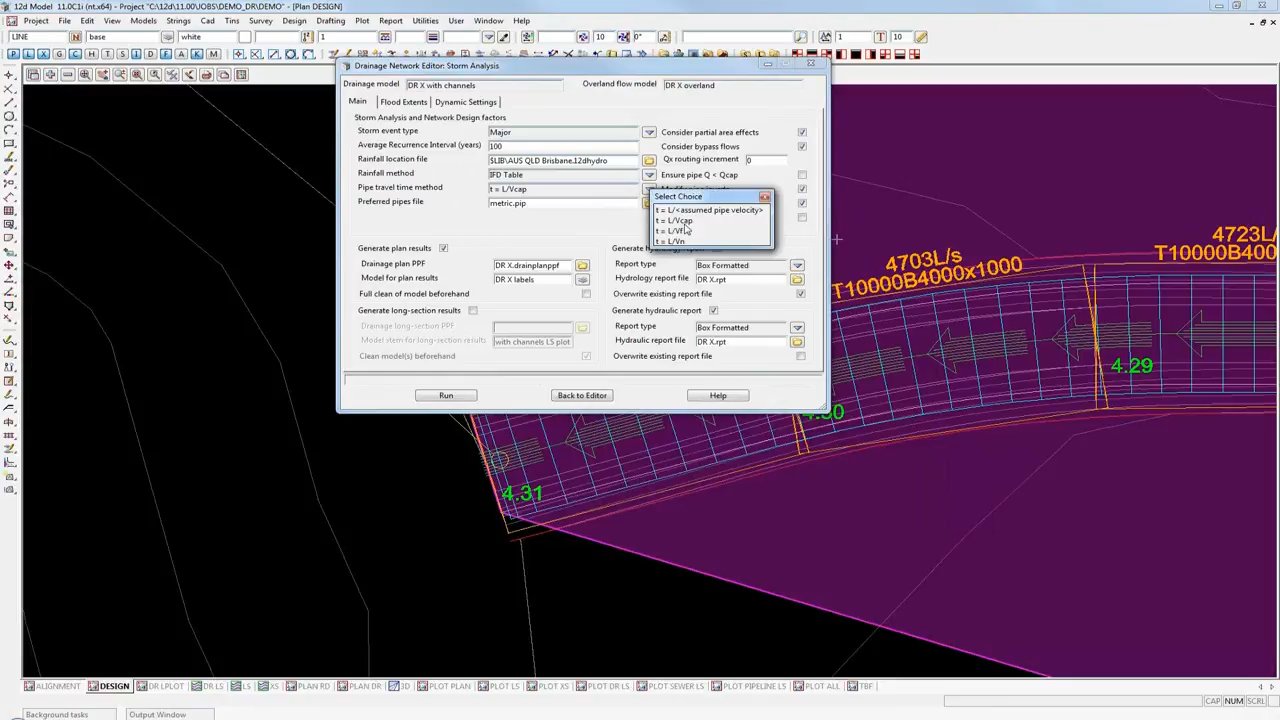 12d Model 11.0C1i (nt.x64) - Project "C:\12d\11.00\JOBS\DEMO_DR\DEMO" - [Plan DESIGN]
Project File Edit View Models Strings Cad Tins Survey Design Drafting Plot Report Utilities User Window Help
LINE base white 1 10 0° 1 T 10
Drainage Network Editor: Storm Analysis
Drainage model DR X with channels Overland flow model DR X overland
Main Flood Extents Dynamic Settings
Storm Analysis and Network Design factors
Storm event type Major Consider partial area effects
Average Recurrence Interval (years) 100 Consider bypass flows
Rainfall location file $LIB\AUS QLD Brisbane.12dhydro Qx routing increment 0
Rainfall method IFD Table Ensure pipe Q < Qcap
Pipe travel time method t = L/Vcap
Preferred pipes file metric.pip
Select Choice
t = L/<assumed pipe velocity>
t = L/Vcap
t = L/Vf
t = L/Vn
Generate plan results
Drainage plan PPF DR X.drainplanppf Report type Box Formatted
Model for plan results DR X labels Hydrology report file DR X.rpt
Full clean of model beforehand Overwrite existing report file
Generate long-section results Generate hydraulic report
Drainage long-section PPF Report type Box Formatted
Model stem for long-section results with channels LS plot Hydraulic report file DR X.rpt
Clean model(s) beforehand Overwrite existing report file
Run Back to Editor Help
4703L/s
T10000B4000x1000
4723L/
T10000B400
4.29
4.31
ALIGNMENT DESIGN DR LPLOT DR LS LS XS PLAN RD PLAN DR 3D PLOT PLAN PLOT LS PLOT XS PLOT DR LS PLOT SEWER LS PLOT PIPELINE LS PLOT ALL TBF
CAP NUM SCRL
Background tasks Output Window